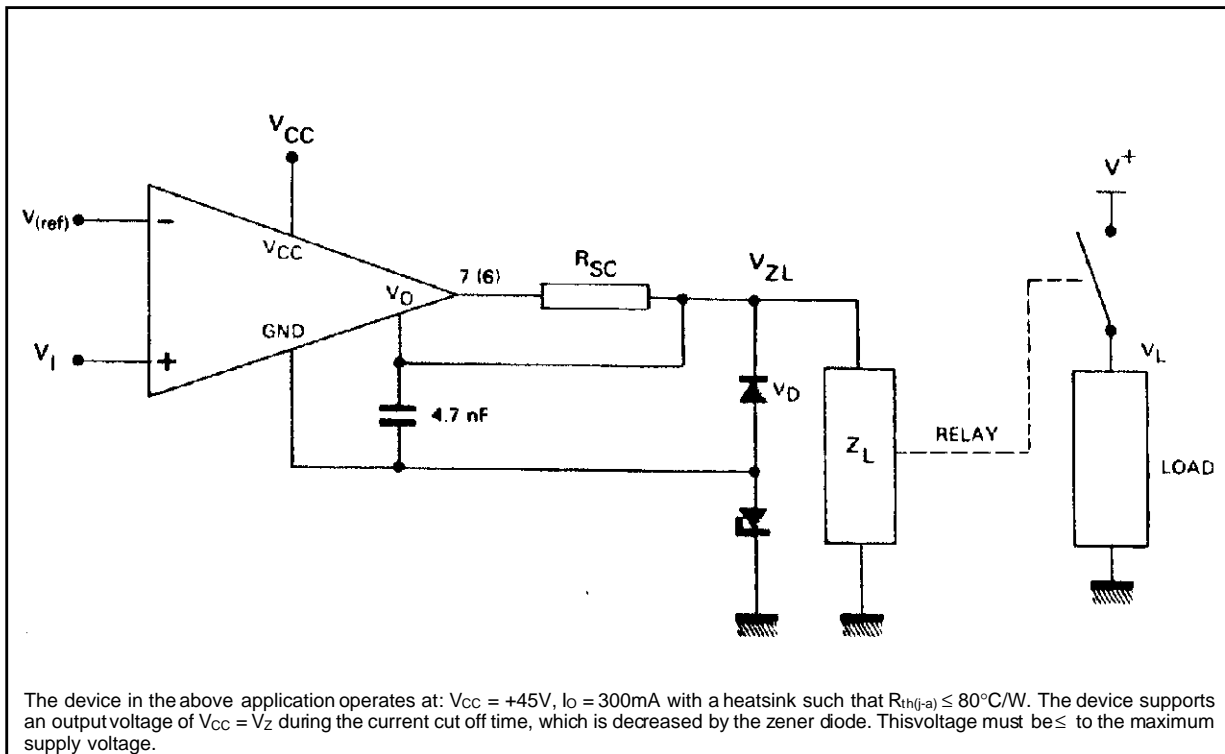 VCC
V+
V(ref)
-
VCC
RSC
VZL
7 (6)
VO
GND
VI
+
VL
VD
4.7 nF
RELAY
ZL
LOAD
The device in the above application operates at: VCC = +45V, IO = 300mA with a heatsink such that Rth(j-a) ≤ 80°C/W. The device supports
an output voltage of VCC = VZ during the current cut off time, which is decreased by the zener diode. Thisvoltage must be ≤ to the maximum
supply voltage.